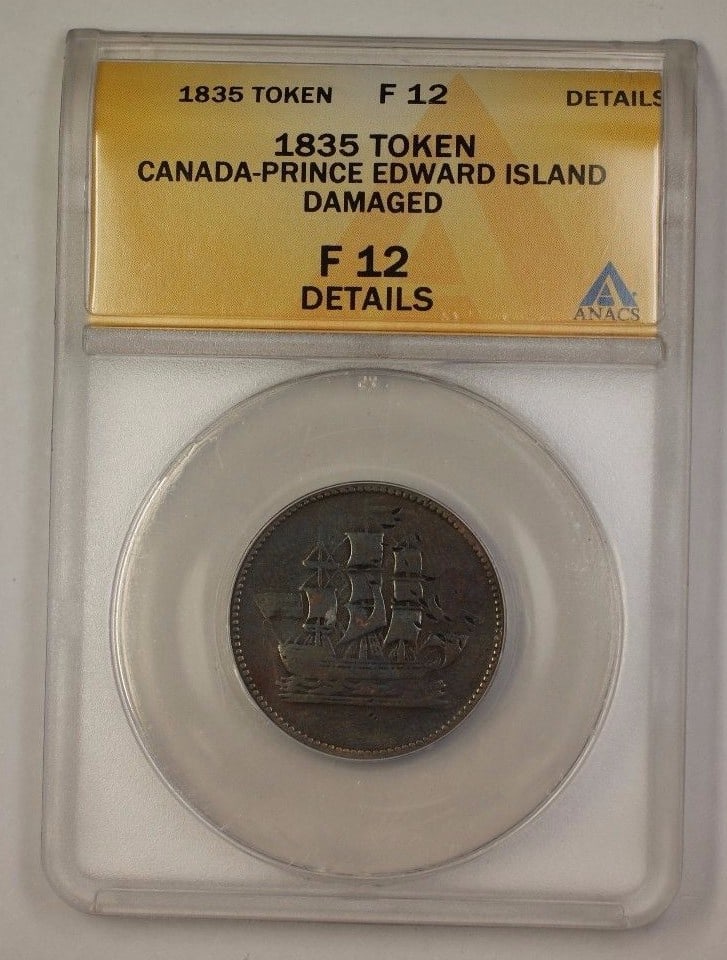 1835 TOKEN F 12 DETAILS
1835 TOKEN
CANADA-PRINCE EDWARD ISLAND
DAMAGED
F 12
DETAILS
ANACS